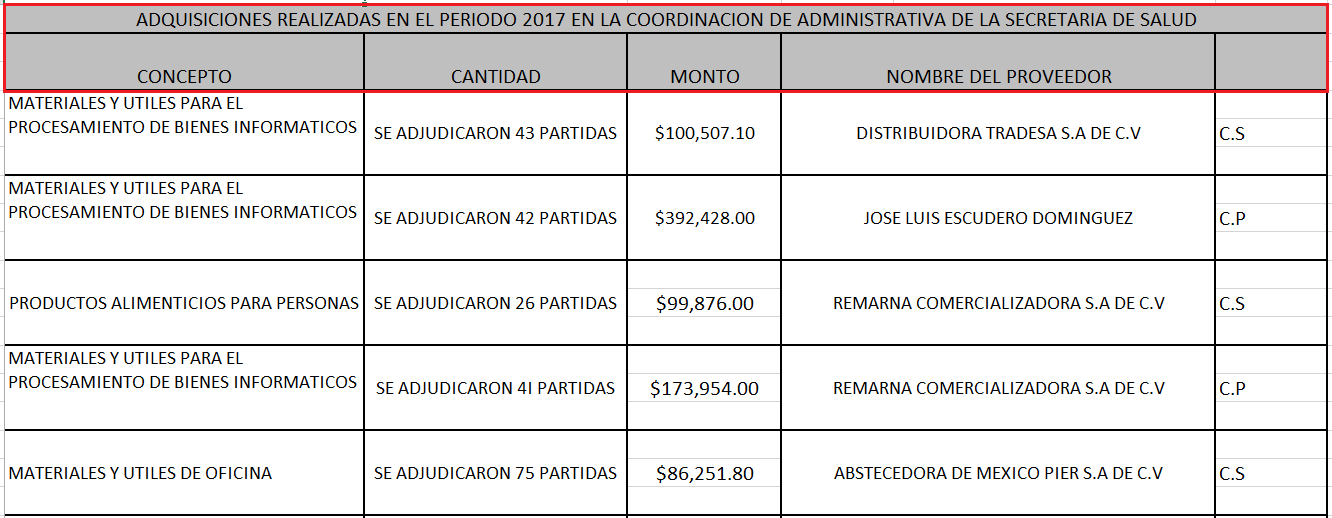 ADQUISICIONES REALIZADAS EN EL PERIODO 2017 EN LA COORDINACION DE ADMINISTRATIVA DE LA SECRETARIA DE SALUD
CONCEPTO CANTIDAD MONTO NOMBRE DEL PROVEEDOR
MATERIALES Y UTILES PARA EL
PROCESAMIENTO DE BIENES INFORMATICOS SE ADJUDICARON 43 PARTIDAS $100,507.10 DISTRIBUIDORA TRADESA S.A DE C.V C.S
MATERIALES Y UTILES PARA EL
PROCESAMIENTO DE BIENES INFORMATICOS SE ADJUDICARON 42 PARTIDAS $392,428.00 JOSE LUIS ESCUDERO DOMINGUEZ C.P
PRODUCTOS ALIMENTICIOS PARA PERSONAS SE ADJUDICARON 26 PARTIDAS $99,876.00 REMARNA COMERCIALIZADORA S.A DE C.V C.S
MATERIALES Y UTILES PARA EL
PROCESAMIENTO DE BIENES INFORMATICOS SE ADJUDICARON 4I PARTIDAS $173,954.00 REMARNA COMERCIALIZADORA S.A DE C.V C.P
MATERIALES Y UTILES DE OFICINA SE ADJUDICARON 75 PARTIDAS $86,251.80 ABSTECEDORA DE MEXICO PIER S.A DE C.V C.S